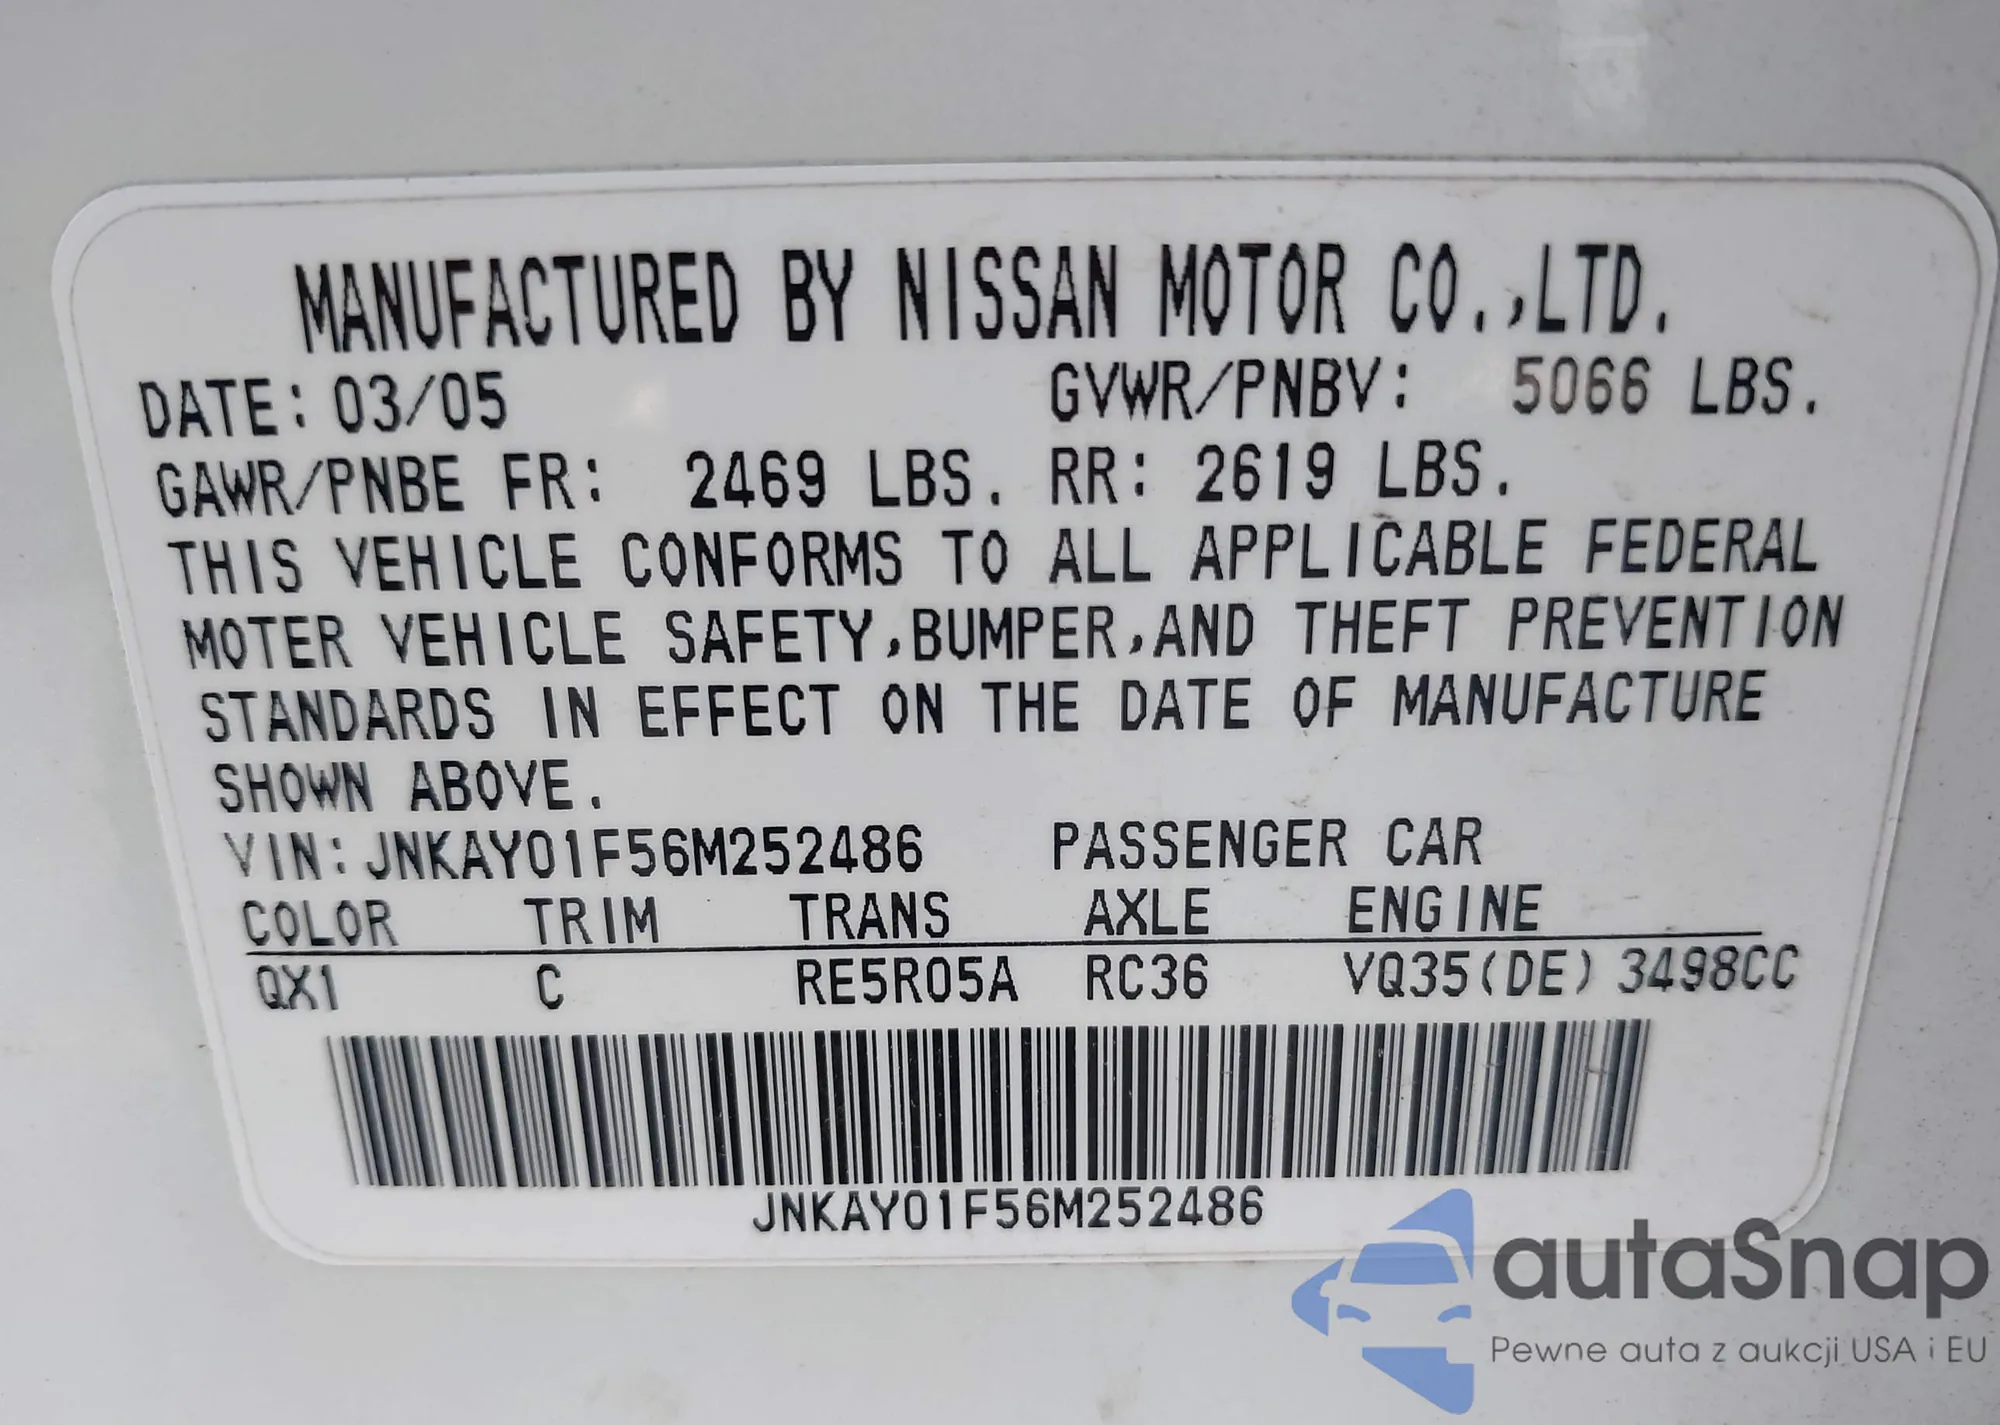 MANUFACTURED BY NISSAN MOTOR CO.,LTD.
DATE: 03/05 GVWR/PNBV: 5066 LBS.
GAWR/PNBE FR: 2469 LBS. RR: 2619 LBS.
THIS VEHICLE CONFORMS TO ALL APPLICABLE FEDERAL
MOTER VEHICLE SAFETY,BUMPER,AND THEFT PREVENTION
STANDARDS IN EFFECT ON THE DATE OF MANUFACTURE
SHOWN ABOVE.
VIN:JNKAY01F56M252486 PASSENGER CAR
COLOR TRIM TRANS AXLE ENGINE
QX1 C RE5R05A RC36 VQ35(DE)3498CC
JNKAY01F56M252486
autaSnap
Pewne auta z aukcji USA i EU